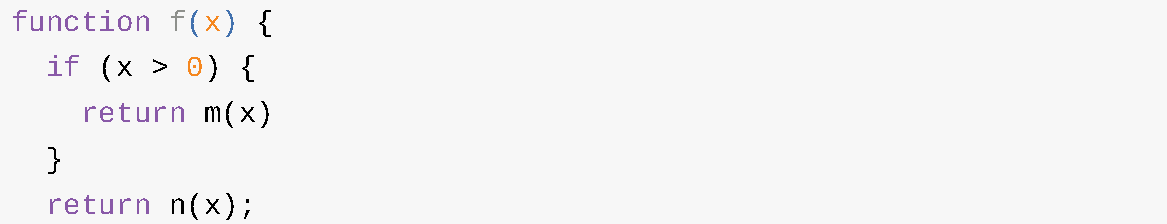 function f(x) {
  if (x > 0) {
    return m(x)
  }
  return n(x);